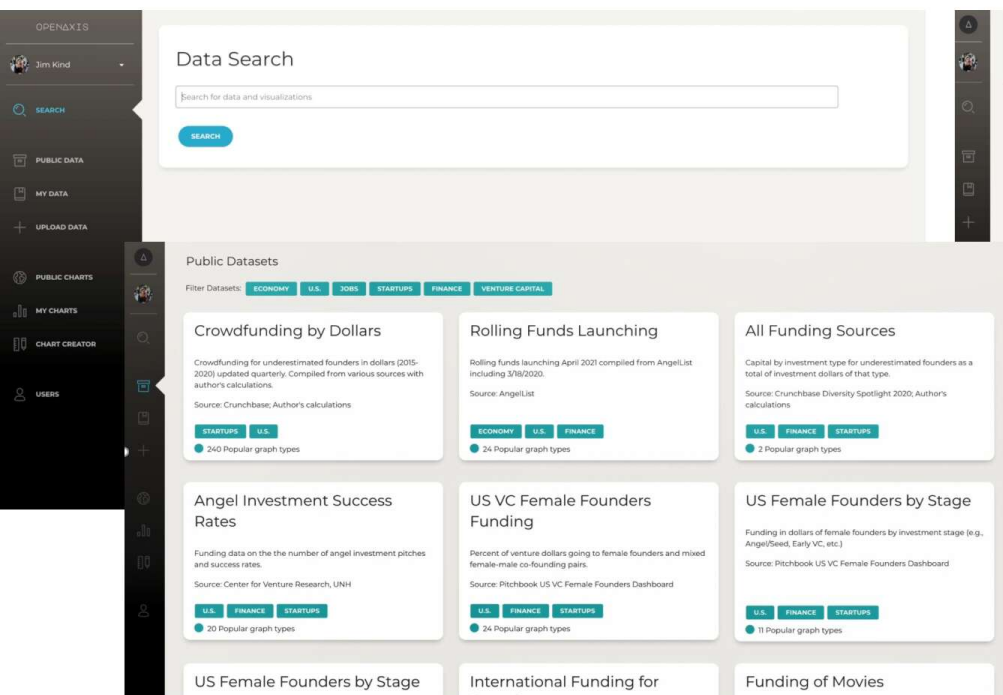 OPENAXIS
Jim Kind
SEARCH
PUBLIC DATA
MY DATA
UPLOAD DATA
PUBLIC CHARTS
MY CHARTS
CHART CREATOR
USERS
Data Search
Search for data and visualizations
SEARCH
Public Datasets
Filter Datasets: ECONOMY U.S. JOBS STARTUPS FINANCE VENTURE CAPITAL
Crowdfunding by Dollars
Crowdfunding for underestimated founders in dollars (2015-
2020) updated quarterly. Compiled from various sources with
author's calculations.
Source: Crunchbase; Author's calculations
STARTUPS U.S.
240 Popular graph types
Rolling Funds Launching
Rolling funds launching April 2021 compiled from AngelList
including 3/18/2020.
Source: AngelList
ECONOMY U.S. FINANCE
24 Popular graph types
All Funding Sources
Capital by investment type for underestimated founders as a
total of investment dollars of that type.
Source: Crunchbase Diversity Spotlight 2020; Author's
calculations
U.S. FINANCE STARTUPS
2 Popular graph types
Angel Investment Success
Rates
Funding data on the the number of angel investment pitches
and success rates.
Source: Center for Venture Research, UNH
U.S. FINANCE STARTUPS
20 Popular graph types
US VC Female Founders
Funding
Percent of venture dollars going to female founders and mixed
female-male co-founding pairs.
Source: Pitchbook US VC Female Founders Dashboard
U.S. FINANCE STARTUPS
24 Popular graph types
US Female Founders by Stage
Funding in dollars of female founders by investment stage (e.g.,
Angel/Seed, Early VC, etc.)
Source: Pitchbook US VC Female Founders Dashboard
U.S. FINANCE STARTUPS
11 Popular graph types
US Female Founders by Stage
International Funding for
Funding of Movies